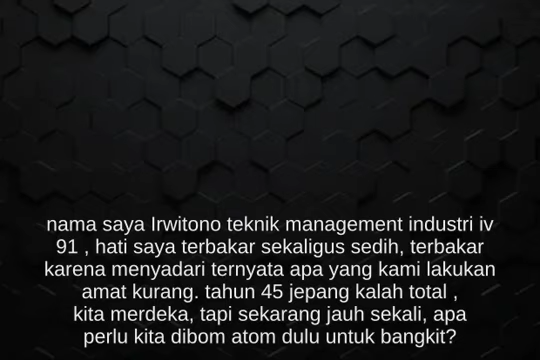 nama saya Irwitono teknik management industri iv
91 , hati saya terbakar sekaligus sedih, terbakar
karena menyadari ternyata apa yang kami lakukan
amat kurang. tahun 45 jepang kalah total ,
kita merdeka, tapi sekarang jauh sekali, apa
perlu kita dibom atom dulu untuk bangkit?